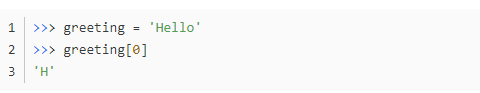 1 >>> greeting = 'Hello'
2 >>> greeting[0]
3 'H'